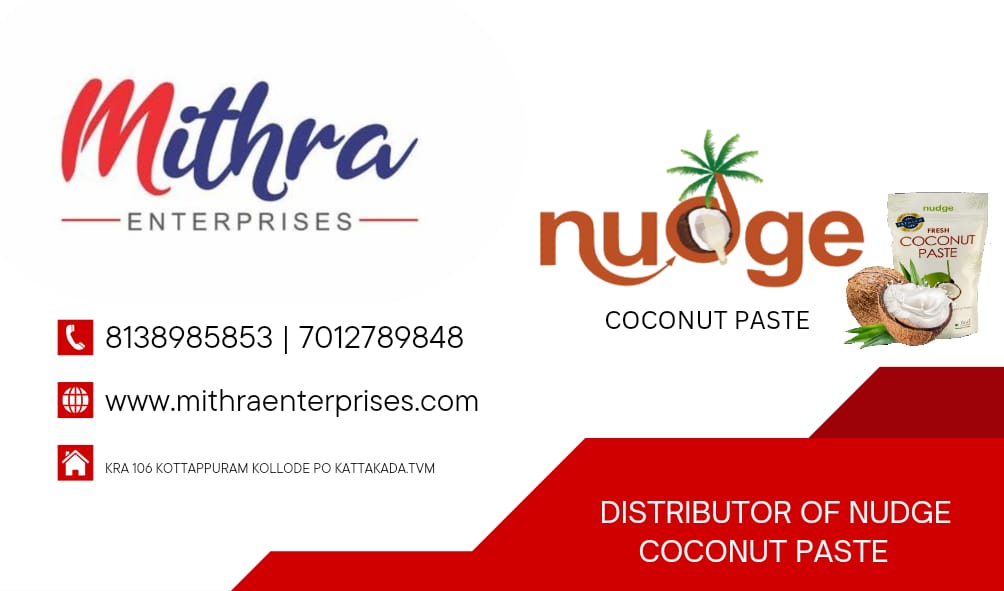 Mithra
ENTERPRISES
8138985853 | 7012789848
www.mithraenterprises.com
KRA 106 KOTTAPPURAM KOLLODE PO KATTAKADA.TVM
nudge
COCONUT PASTE
nudge
FRESH
COCONUT
PASTE
DISTRIBUTOR OF NUDGE
COCONUT PASTE